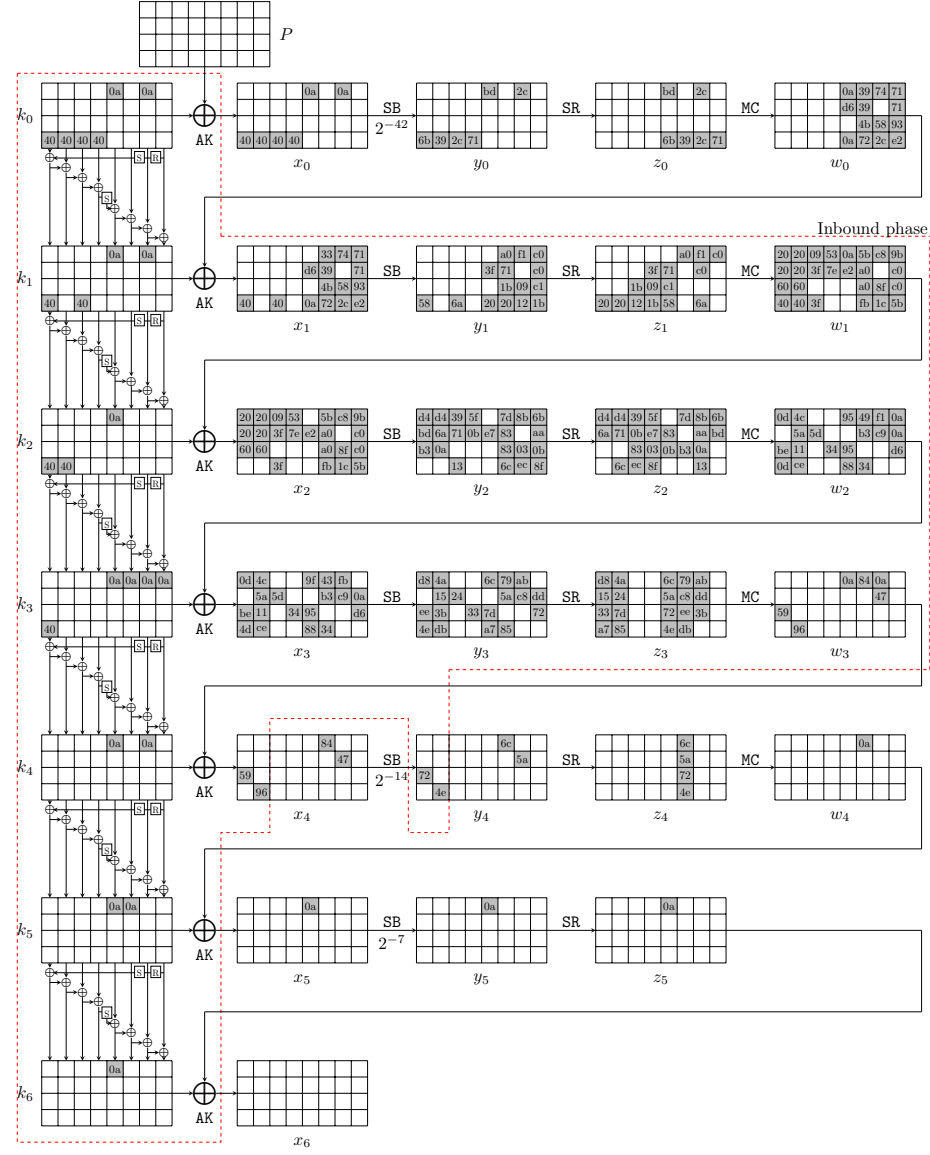 P
k0 0a 0a 0a 0a SB bd 2c SR bd 2c MC 0a 39 74 71
d6 39 71
2^−42 4b 58 93
40 40 40 40 AK 40 40 40 40 6b 39 2c 71 6b 39 2c 71 0a 72 2c e2
S R x0 y0 z0 w0
S
Inbound phase
k1 0a 0a 33 74 71 a0 f1 c0 a0 f1 c0 20 20 09 53 0a 5b c8 9b
d6 39 71 SB 3f 71 c0 SR 3f 71 c0 MC 20 20 3f 7e e2 a0 c0
4b 58 93 1b 09 c1 1b 09 c1 60 60 a0 8f c0
40 40 AK 40 40 0a 72 2c e2 58 6a 20 20 12 1b 20 20 12 1b 58 6a 40 40 3f fb 1c 5b
S R x1 y1 z1 w1
S
k2 0a 20 20 09 53 5b c8 9b d4 d4 39 5f 7d 8b 6b d4 d4 39 5f 7d 8b 6b 0d 4c 95 49 f1 0a
20 20 3f 7e e2 a0 c0 SB bd 6a 71 0b e7 83 aa SR 6a 71 0b e7 83 aa bd MC 5a 5d b3 c9 0a
60 60 a0 8f c0 b3 0a 83 03 0b 83 03 0b b3 0a be 11 34 95 d6
40 40 AK 3f fb 1c 5b 13 6c ec 8f 6c ec 8f 13 0d ce 88 34
S R x2 y2 z2 w2
S
k3 0a 0a 0a 0a 0d 4c 9f 43 fb d8 4a 6c 79 ab d8 4a 6c 79 ab 0a 84 0a
5a 5d b3 c9 0a SB 15 24 5a c8 dd SR 15 24 5a c8 dd MC 47
be 11 34 95 d6 ee 3b 33 7d 72 33 7d 72 ee 3b 59
40 AK 4d ce 88 34 4e db a7 85 a7 85 4e db 96
S R x3 y3 z3 w3
S
k4 0a 0a 84 6c 6c 0a
47 SB 5a SR 5a MC
59 2^−14 72 72
AK 96 4e 4e
S R x4 y4 z4 w4
S
k5 0a 0a 0a SB 0a SR 0a
2^−7
AK
S R x5 y5 z5
S
k6 0a
AK
x6